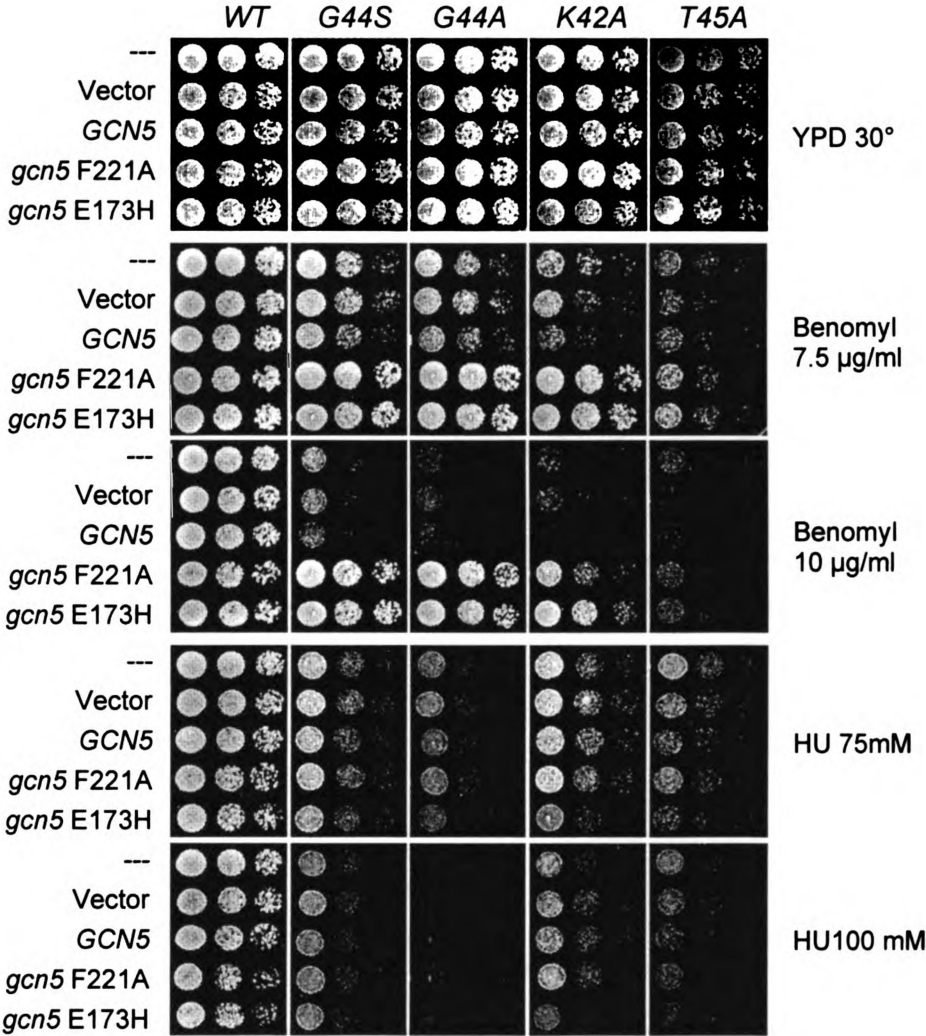 WT G44S G44A K42A T45A
---
Vector
GCN5
gcn5 F221A
gcn5 E173H
YPD 30°
---
Vector
GCN5
gcn5 F221A
gcn5 E173H
Benomyl
7.5 µg/ml
---
Vector
GCN5
gcn5 F221A
gcn5 E173H
Benomyl
10 µg/ml
---
Vector
GCN5
gcn5 F221A
gcn5 E173H
HU 75mM
---
Vector
GCN5
gcn5 F221A
gcn5 E173H
HU100 mM